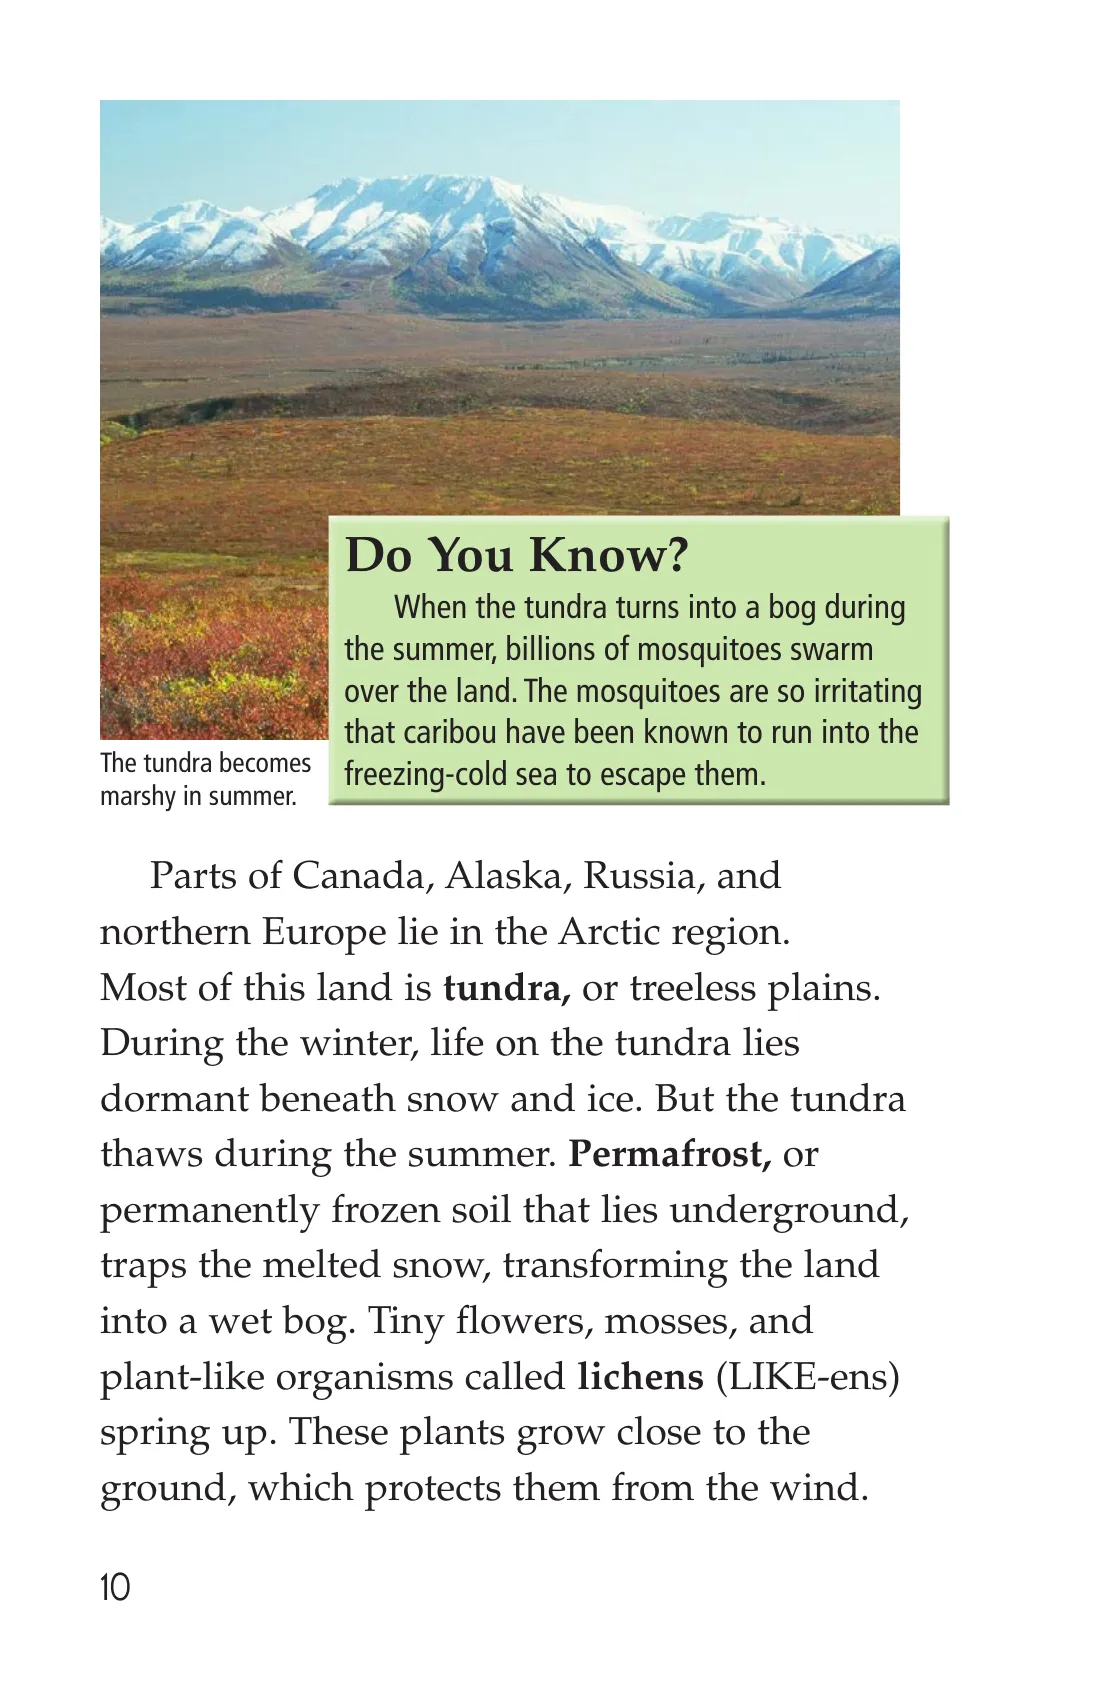 Do You Know?
When the tundra turns into a bog during
the summer, billions of mosquitoes swarm
over the land. The mosquitoes are so irritating
that caribou have been known to run into the
freezing-cold sea to escape them.
The tundra becomes
marshy in summer.
Parts of Canada, Alaska, Russia, and
northern Europe lie in the Arctic region.
Most of this land is tundra, or treeless plains.
During the winter, life on the tundra lies
dormant beneath snow and ice. But the tundra
thaws during the summer. Permafrost, or
permanently frozen soil that lies underground,
traps the melted snow, transforming the land
into a wet bog. Tiny flowers, mosses, and
plant-like organisms called lichens (LIKE-ens)
spring up. These plants grow close to the
ground, which protects them from the wind.
10